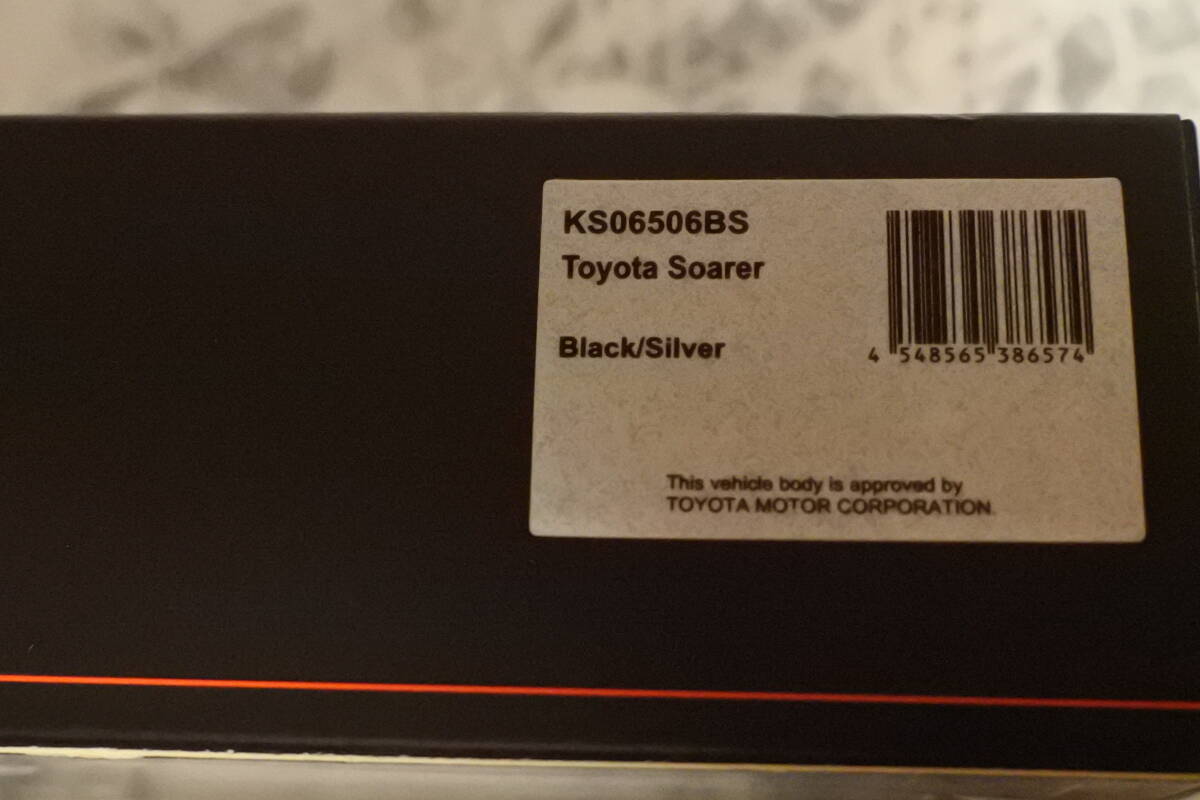 KS06506BS
Toyota Soarer
Black/Silver
4 548565 386574
This vehicle body is approved by
TOYOTA MOTOR CORPORATION